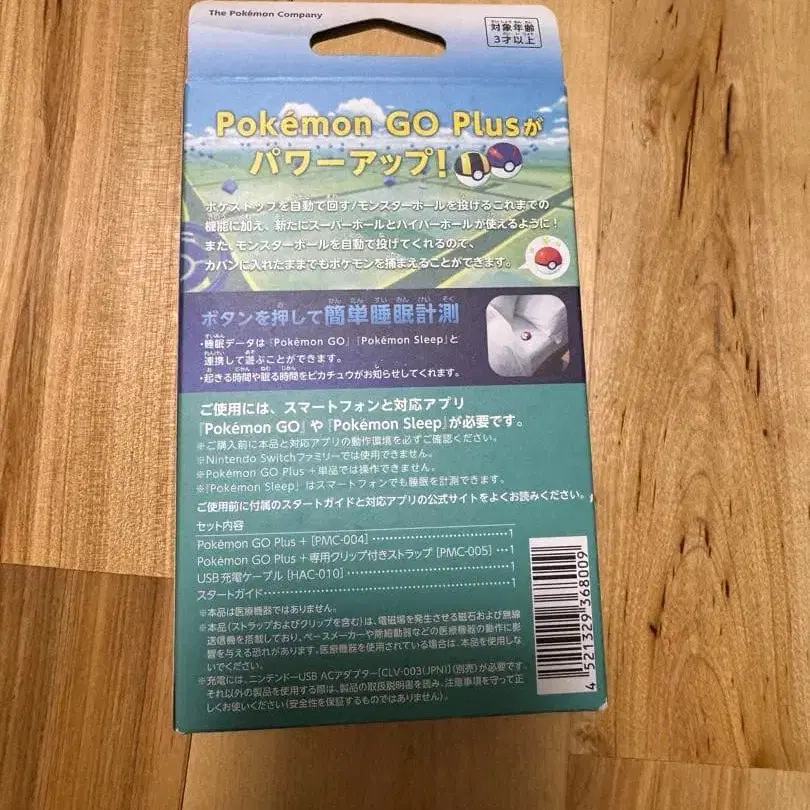 The Pokémon Company
対象年齢
3才以上
Pokémon GO Plusが
パワーアップ!
ポケストップを自動で回す/モンスターボールを投げるこれまでの
機能に加え、新たにスーパーボールとハイパーボールが使えるように!
また、モンスターボールを自動で投げてくれるので、
カバンに入れたままでもポケモンを捕まえることができます。
ボタンを押して簡単睡眠計測
・睡眠データは『Pokémon GO』『Pokémon Sleep』と
連携して遊ぶことができます。
・起きる時間や眠る時間をピカチュウがお知らせしてくれます。
ご使用には、スマートフォンと対応アプリ
『Pokémon GO』や『Pokémon Sleep』が必要です。
※ご購入前に本品と対応アプリの動作環境を必ずご確認ください。
※Nintendo Switchファミリーでは使用できません。
※Pokémon GO Plus +単品では操作できません。
※『Pokémon Sleep』はスマートフォンでも睡眠を計測できます。
ご使用前に付属のスタートガイドと対応アプリの公式サイトをよくお読みください。
セット内容
Pokémon GO Plus +[PMC-004]…………………1
Pokémon GO Plus +専用クリップ付きストラップ[PMC-005]…1
USB充電ケーブル[HAC-010]…………………1
スタートガイド…………………1
※本品は医療機器ではありません。
※本品(ストラップおよびクリップを含む)は、電磁場を発生させる磁石および無線
送信機を搭載しており、ペースメーカーや除細動器などの医療機器の動作に影
響を与える恐れがあります。医療機器を使用されている場合は、本品を使用しな
いでください。
※充電には、ニンテンドーUSB ACアダプター[CLV-003(JPN)](別売)が必要です。
それ以外の製品を使用する際は、製品の取扱説明書を読み、注意事項を守って正
しくお使いください(安全性を保証するものではありません)。
4 521329 368009